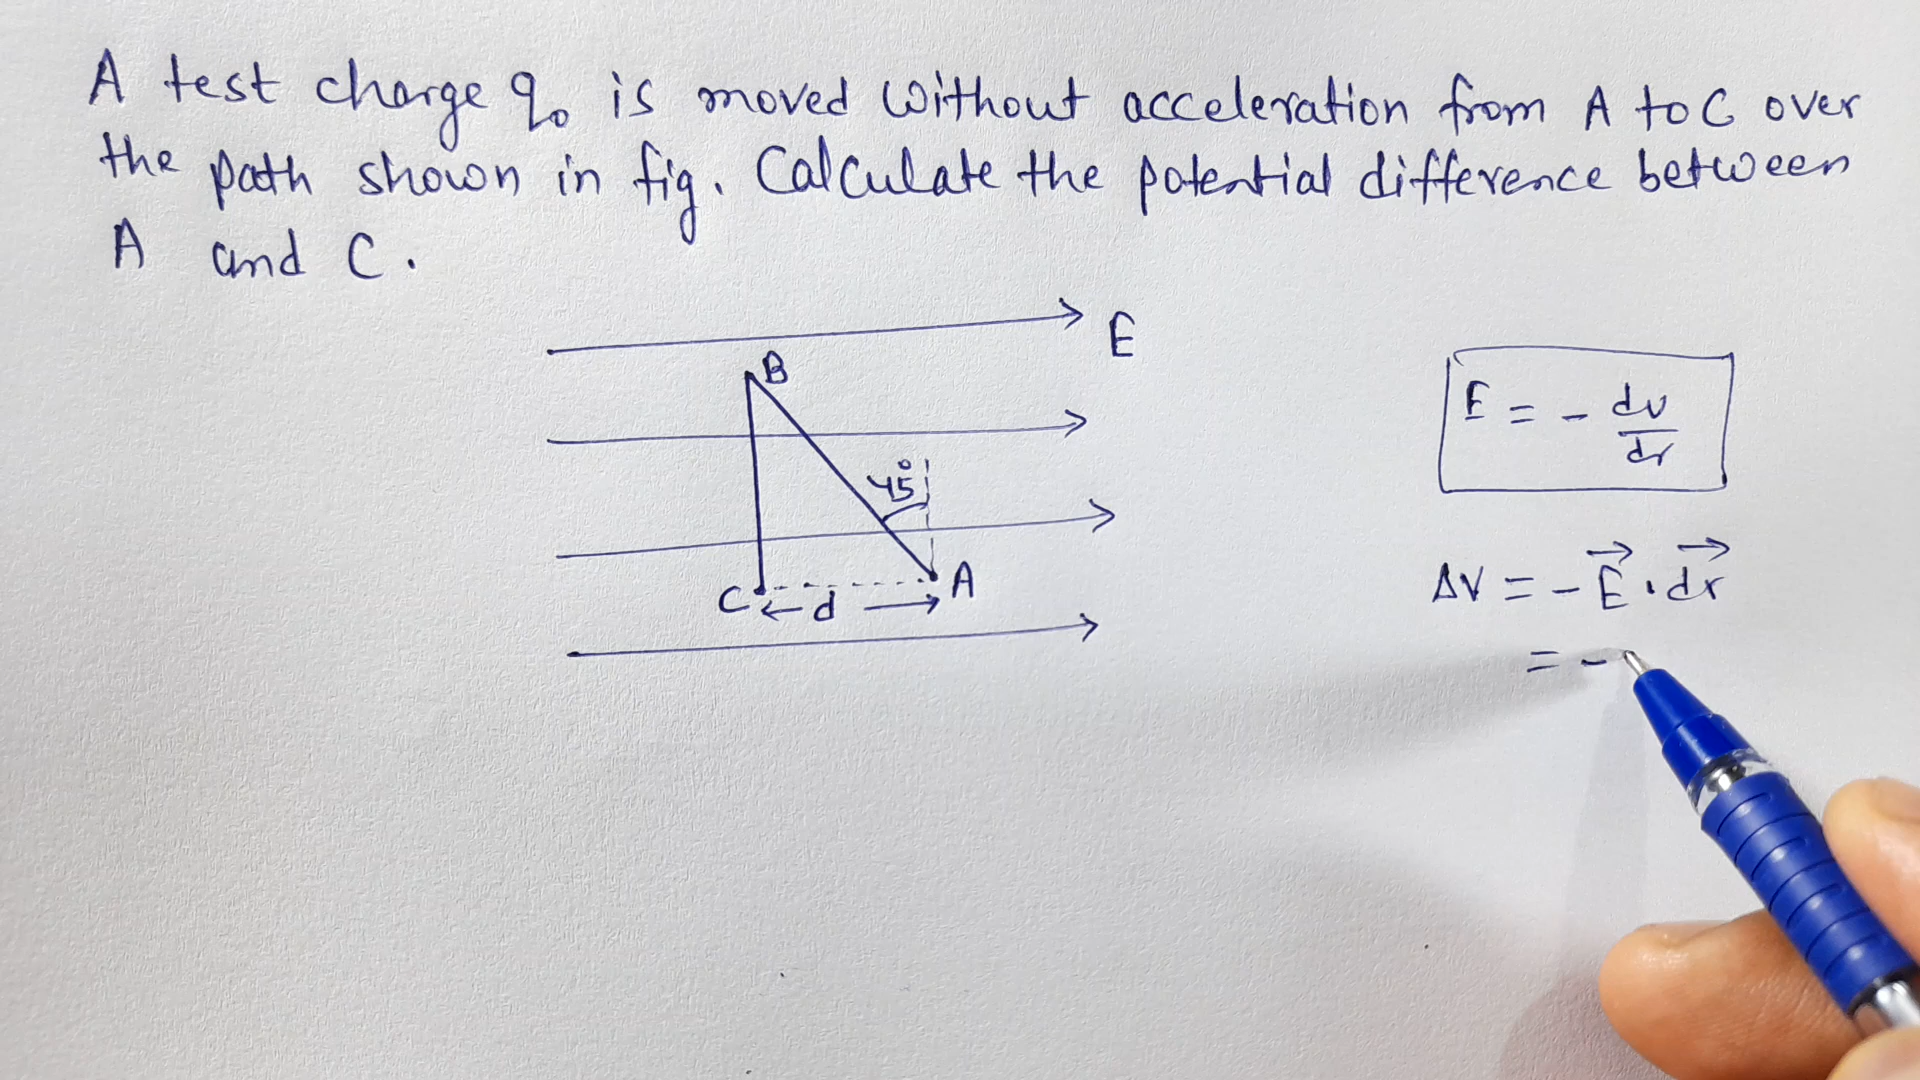 A test charge q₀ is moved without acceleration from A to C over
the path shown in fig. Calculate the potential difference between
A and C.
E
B
45°
C ← d → A
E = - dv/dr
ΔV = - E⃗ . dr⃗
= -